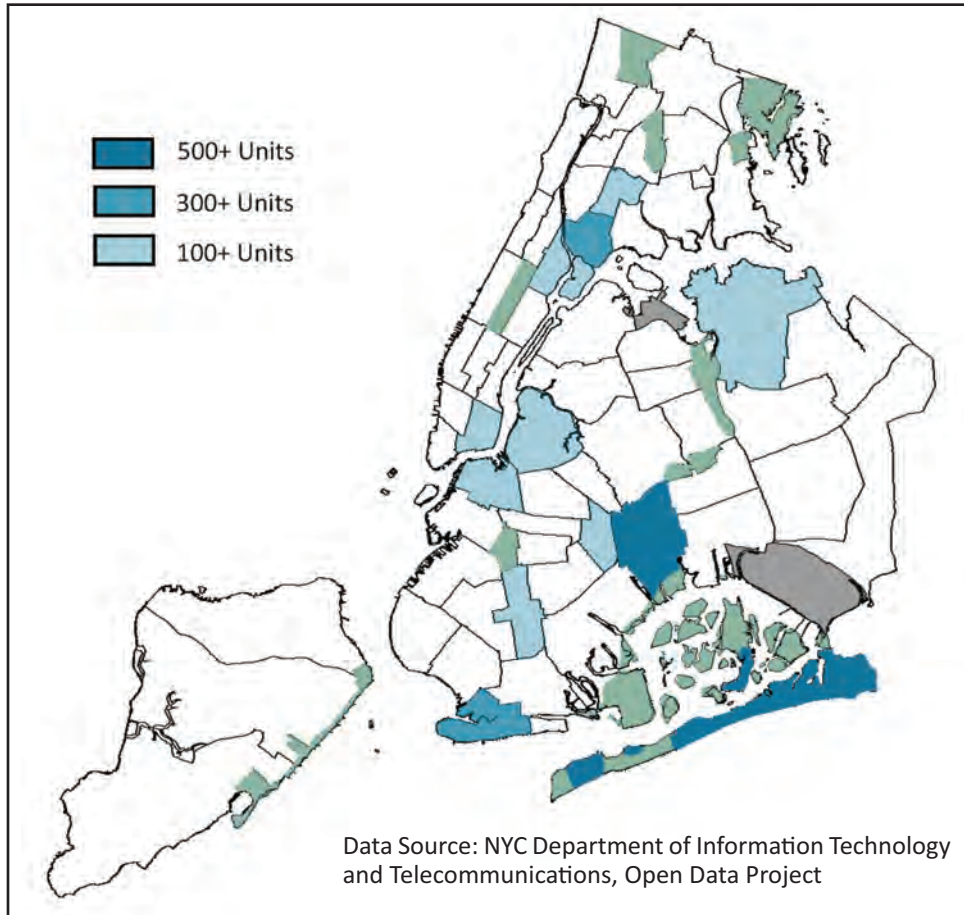 500+ Units
300+ Units
100+ Units
Data Source: NYC Department of Information Technology
and Telecommunications, Open Data Project